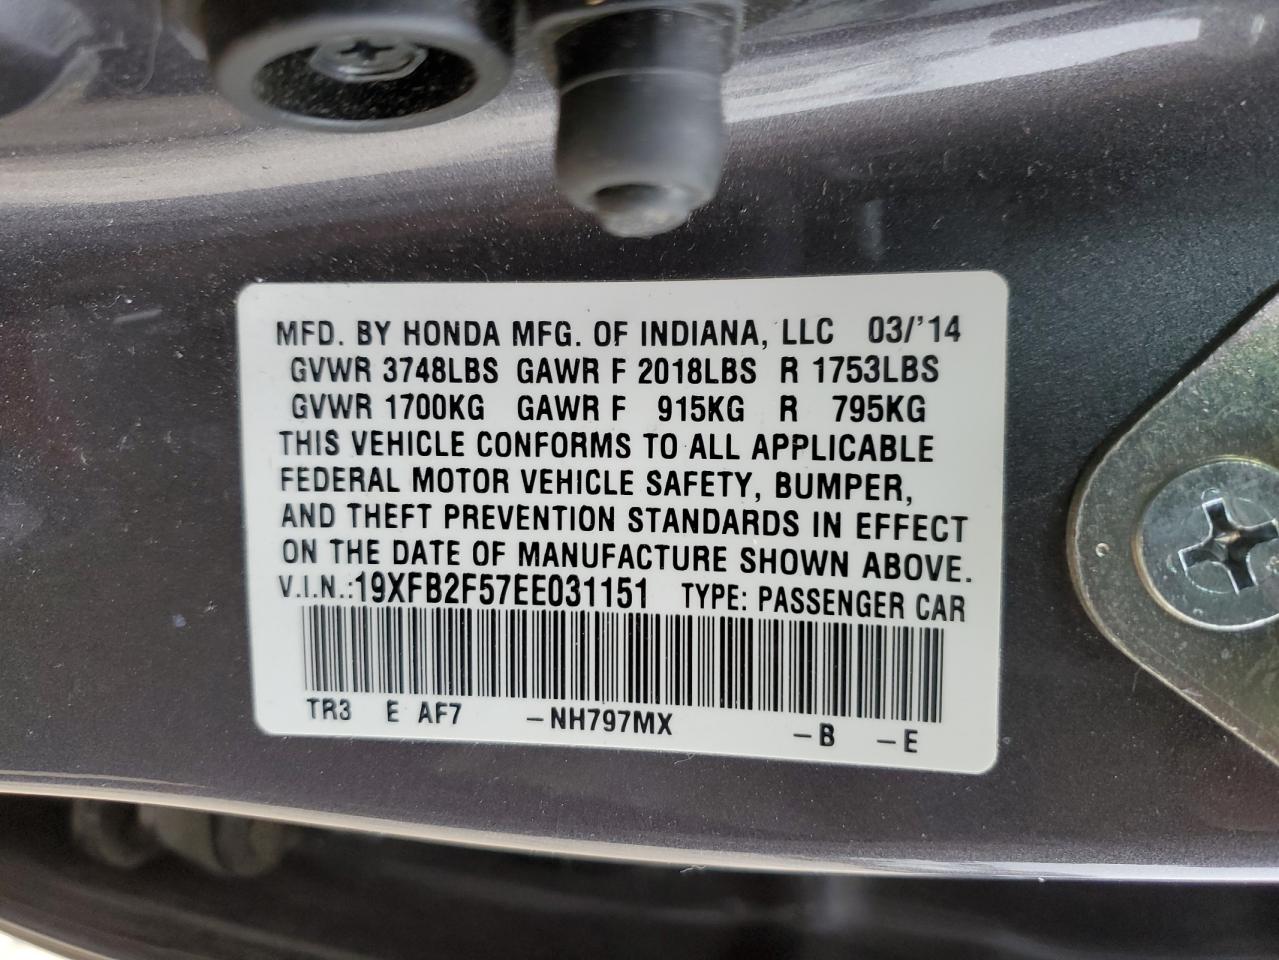 MFD. BY HONDA MFG. OF INDIANA, LLC 03/'14
GVWR 3748LBS GAWR F 2018LBS R 1753LBS
GVWR 1700KG GAWR F 915KG R 795KG
THIS VEHICLE CONFORMS TO ALL APPLICABLE
FEDERAL MOTOR VEHICLE SAFETY, BUMPER,
AND THEFT PREVENTION STANDARDS IN EFFECT
ON THE DATE OF MANUFACTURE SHOWN ABOVE.
V.I.N.:19XFB2F57EE031151 TYPE: PASSENGER CAR
TR3 E AF7 –NH797MX –B –E